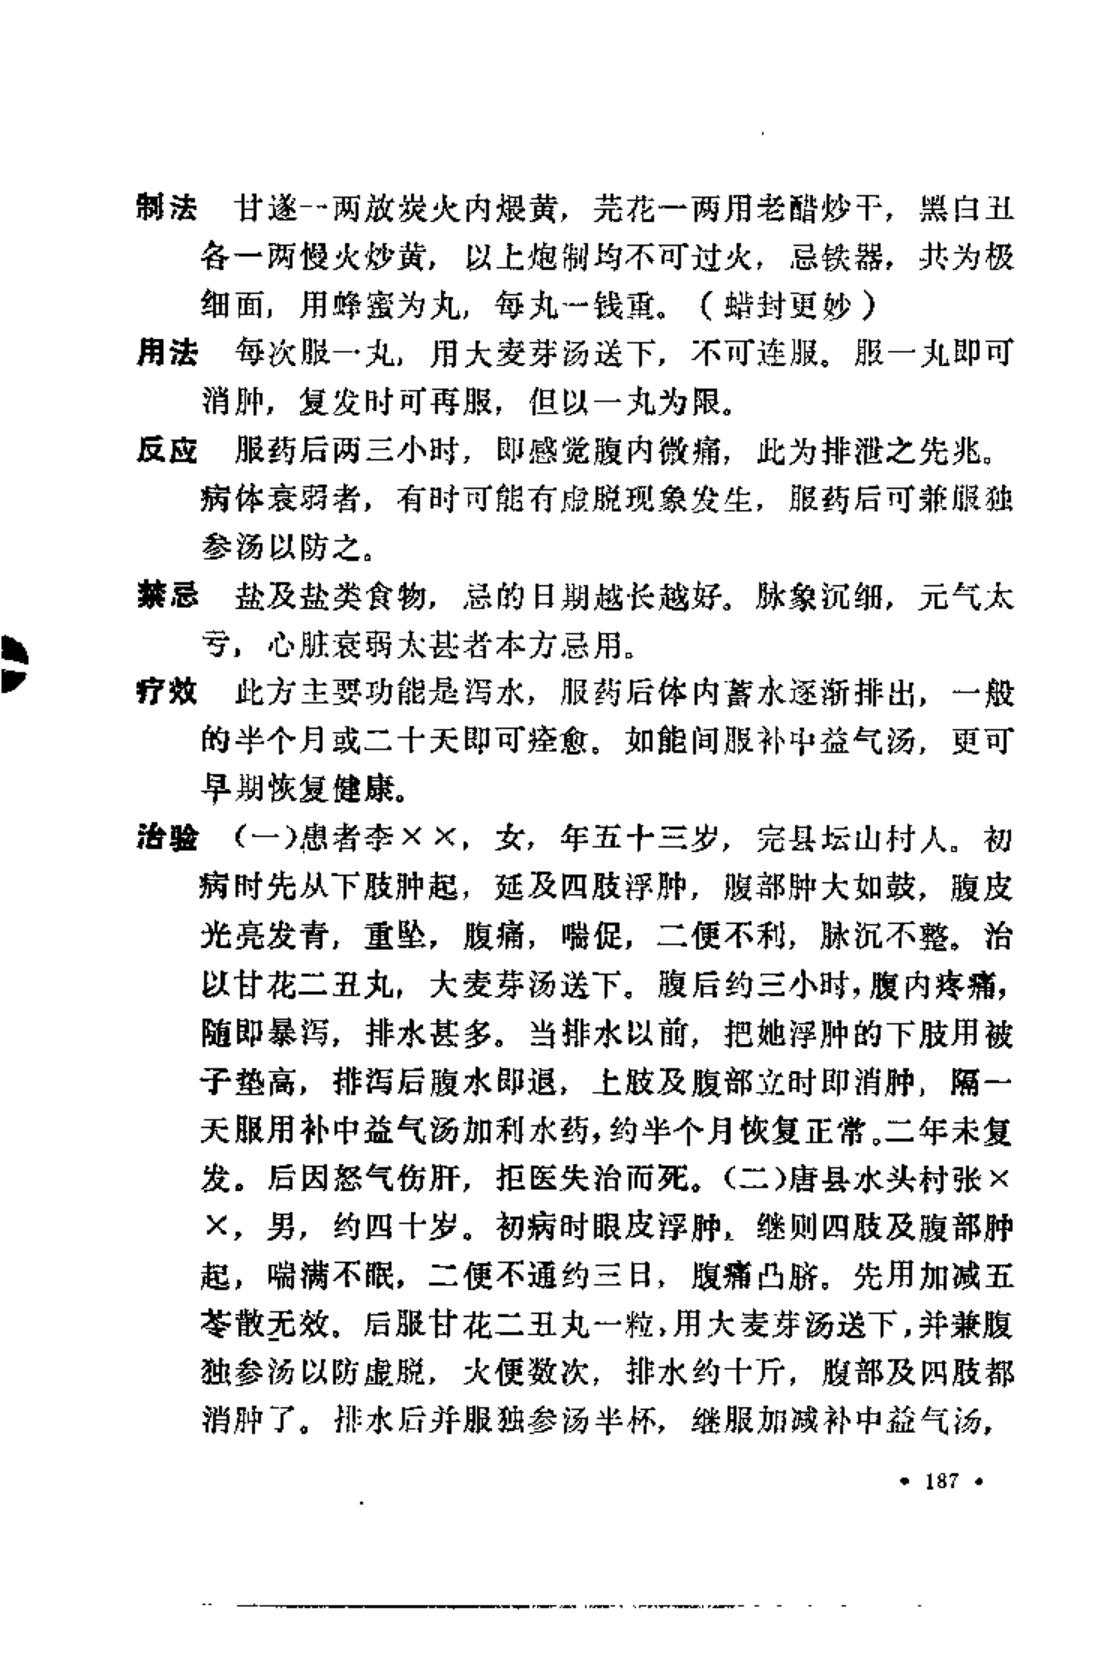 制法　甘遂一两放炭火内煨黄，芫花一两用老醋炒干，黑白丑
各一两慢火炒黄，以上炮制均不可过火，忌铁器，共为极
细面，用蜂蜜为丸，每丸一钱重。（蜡封更妙）
用法　每次服一丸，用大麦芽汤送下，不可连服。服一丸即可
消肿，复发时可再服，但以一丸为限。
反应　服药后两三小时，即感觉腹内微痛，此为排泄之先兆。
病体衰弱者，有时可能有虚脱现象发生，服药后可兼服独
参汤以防之。
禁忌　盐及盐类食物，忌的日期越长越好。脉象沉细，元气太
亏，心脏衰弱太甚者本方忌用。
疗效　此方主要功能是泻水，服药后体内蓄水逐渐排出，一般
的半个月或二十天即可痊愈。如能间服补中益气汤，更可
早期恢复健康。
治验　（一）患者李××，女，年五十三岁，完县坛山村人。初
病时先从下肢肿起，延及四肢浮肿，腹部肿大如鼓，腹皮
光亮发青，重坠，腹痛，喘促，二便不利，脉沉不整。治
以甘花二丑丸，大麦芽汤送下。腹后约三小时，腹内疼痛，
随即暴泻，排水甚多。当排水以前，把她浮肿的下肢用被
子垫高，排泻后腹水即退，上肢及腹部立时即消肿，隔一
天服用补中益气汤加利水药，约半个月恢复正常。二年未复
发。后因怒气伤肝，拒医失治而死。（二）唐县水头村张×
×，男，约四十岁。初病时眼皮浮肿，继则四肢及腹部肿
起，喘满不眠，二便不通约三日，腹痛凸脐。先用加减五
苓散无效。后服甘花二丑丸一粒，用大麦芽汤送下，并兼腹
独参汤以防虚脱，大便数次，排水约十斤，腹部及四肢都
消肿了。排水后并服独参汤半杯，继服加减补中益气汤，
• 187 •